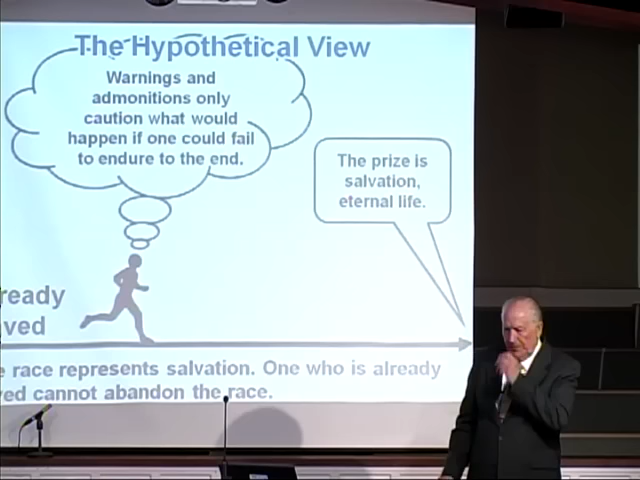 The Hypothetical View
Warnings and
admonitions only
caution what would
happen if one could fail
to endure to the end.
The prize is
salvation,
eternal life.
ready
ved
e race represents salvation. One who is already
ved cannot abandon the race.